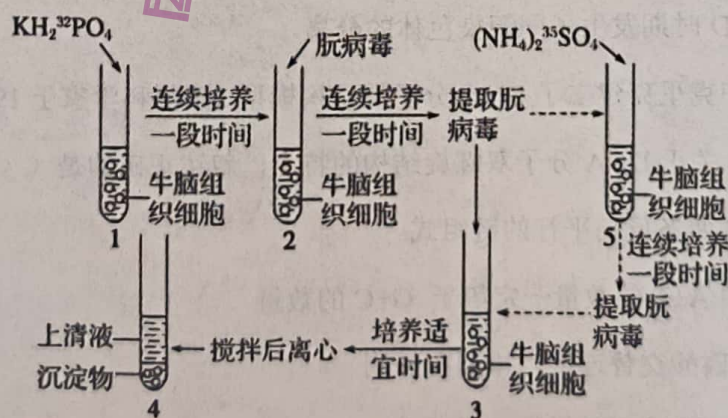 KH₂³²PO₄
朊病毒
(NH₄)₂³⁵SO₄
连续培养
一段时间
连续培养
一段时间
提取朊
病毒
牛脑组
织细胞
牛脑组
织细胞
牛脑组
织细胞
1
2
5
连续培养
一段时间
提取朊
病毒
上清液
沉淀物
搅拌后离心
培养适
宜时间
牛脑组
织细胞
4
3